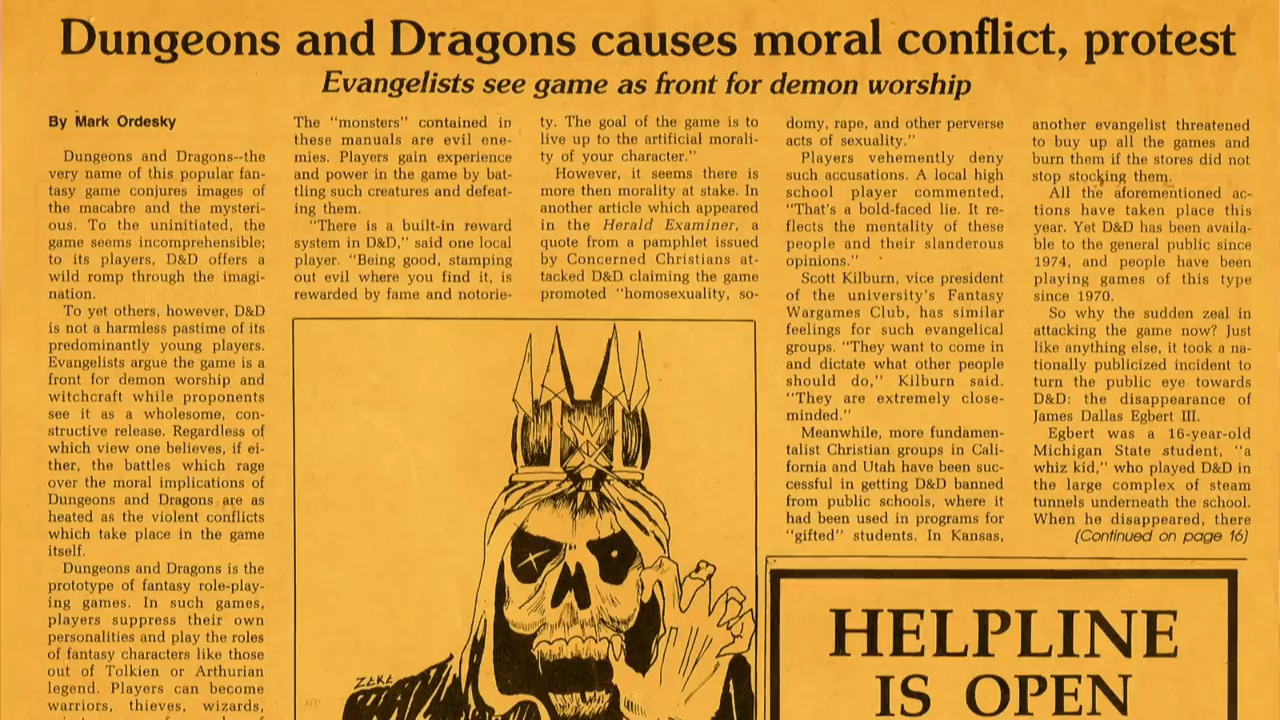 Dungeons and Dragons causes moral conflict, protest
Evangelists see game as front for demon worship
By Mark Ordesky
Dungeons and Dragons--the
very name of this popular fan-
tasy game conjures images of
the macabre and the mysteri-
ous. To the uninitiated, the
game seems incomprehensible;
to its players, D&D offers a
wild romp through the imagi-
nation.
To yet others, however, D&D
is not a harmless pastime of its
predominantly young players.
Evangelists argue the game is a
front for demon worship and
witchcraft while proponents
see it as a wholesome, con-
structive release. Regardless of
which view one believes, if ei-
ther, the battles which rage
over the moral implications of
Dungeons and Dragons are as
heated as the violent conflicts
which take place in the game
itself.
Dungeons and Dragons is the
prototype of fantasy role-play-
ing games. In such games,
players suppress their own
personalities and play the roles
of fantasy characters like those
out of Tolkien or Arthurian
legend. Players can become
warriors, thieves, wizards,
The "monsters" contained in
these manuals are evil ene-
mies. Players gain experience
and power in the game by bat-
tling such creatures and defeat-
ing them.
"There is a built-in reward
system in D&D," said one local
player. "Being good, stamping
out evil where you find it, is
rewarded by fame and notorie-
ty. The goal of the game is to
live up to the artificial morali-
ty of your character."
However, it seems there is
more then morality at stake. In
another article which appeared
in the Herald Examiner, a
quote from a pamphlet issued
by Concerned Christians at-
tacked D&D claiming the game
promoted "homosexuality, so-
domy, rape, and other perverse
acts of sexuality."
Players vehemently deny
such accusations. A local high
school player commented,
"That's a bold-faced lie. It re-
flects the mentality of these
people and their slanderous
opinions."
Scott Kilburn, vice president
of the university's Fantasy
Wargames Club, has similar
feelings for such evangelical
groups. "They want to come in
and dictate what other people
should do," Kilburn said.
"They are extremely close-
minded."
Meanwhile, more fundamen-
talist Christian groups in Cali-
fornia and Utah have been suc-
cessful in getting D&D banned
from public schools, where it
had been used in programs for
"gifted" students. In Kansas,
another evangelist threatened
to buy up all the games and
burn them if the stores did not
stop stocking them.
All the aforementioned ac-
tions have taken place this
year. Yet D&D has been availa-
ble to the general public since
1974, and people have been
playing games of this type
since 1970.
So why the sudden zeal in
attacking the game now? Just
like anything else, it took a na-
tionally publicized incident to
turn the public eye towards
D&D: the disappearance of
James Dallas Egbert III.
Egbert was a 16-year-old
Michigan State student, "a
whiz kid," who played D&D in
the large complex of steam
tunnels underneath the school.
When he disappeared, there
(Continued on page 16)
ZEKE
HELPLINE
IS OPEN